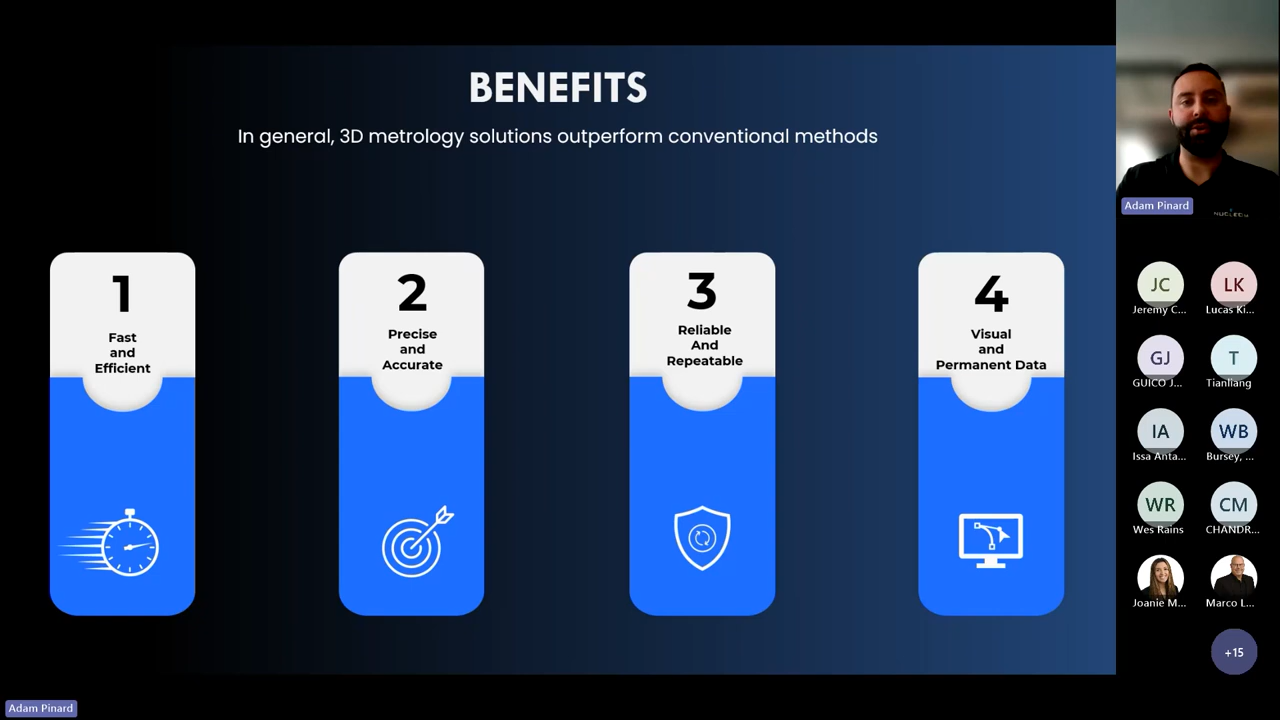 BENEFITS
In general, 3D metrology solutions outperform conventional methods
1
Fast
and
Efficient
2
Precise
and
Accurate
3
Reliable
And
Repeatable
4
Visual
and
Permanent Data
Adam Pinard
JC
Jeremy C...
LK
Lucas Ki...
GJ
GUICO J...
T
Tianliang
IA
Issa Anta...
WB
Bursey, ...
WR
Wes Rains
CM
CHANDR...
Joanie M...
Marco L...
+15
Adam Pinard